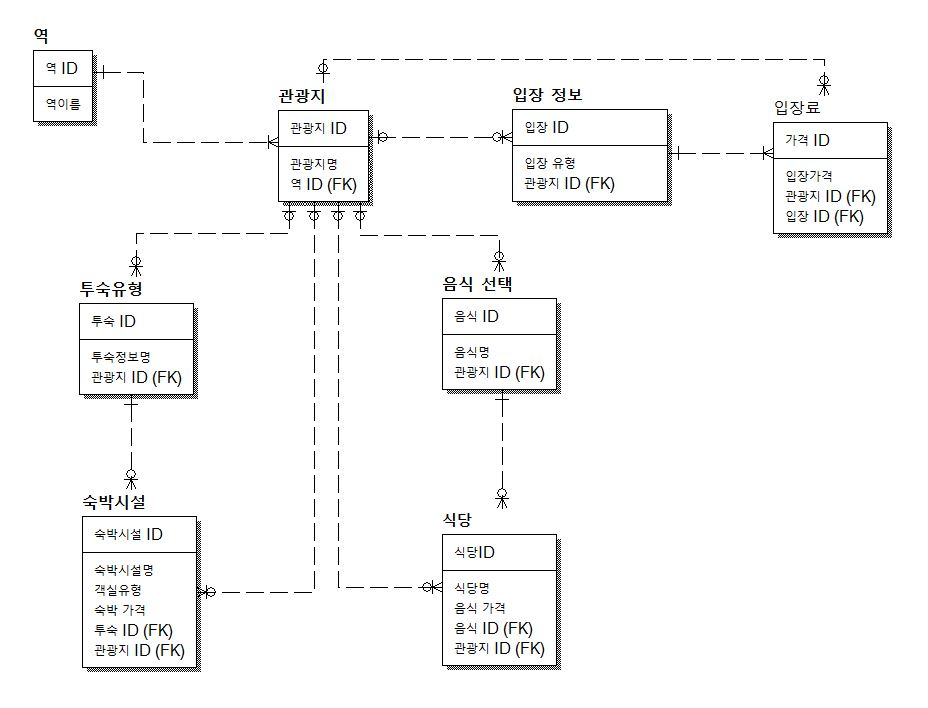 역
역 ID
역이름
관광지
관광지 ID
관광지명
역 ID (FK)
입장 정보
입장 ID
입장 유형
관광지 ID (FK)
입장료
가격 ID
입장가격
관광지 ID (FK)
입장 ID (FK)
투숙유형
투숙 ID
투숙정보명
관광지 ID (FK)
음식 선택
음식 ID
음식명
관광지 ID (FK)
숙박시설
숙박시설 ID
숙박시설명
객실유형
숙박 가격
투숙 ID (FK)
관광지 ID (FK)
식당
식당ID
식당명
음식 가격
음식 ID (FK)
관광지 ID (FK)